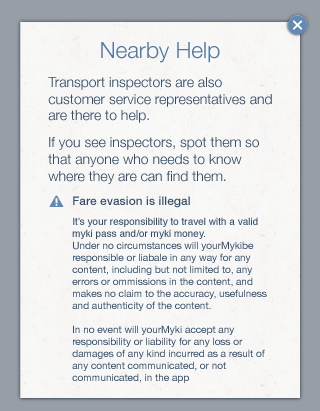 Nearby Help
Transport inspectors are also
customer service representatives and
are there to help.
If you see inspectors, spot them so
that anyone who needs to know
where they are can find them.
Fare evasion is illegal
It's your responsibility to travel with a valid
myki pass and/or myki money.
Under no circumstances will yourMykibe
responsible or liabale in any way for any
content, including but not limited to, any
errors or ommissions in the content, and
makes no claim to the accuracy, usefulness
and authenticity of the content.
In no event will yourMyki accept any
responsibility or liability for any loss or
damages of any kind incurred as a result of
any content communicated, or not
communicated, in the app